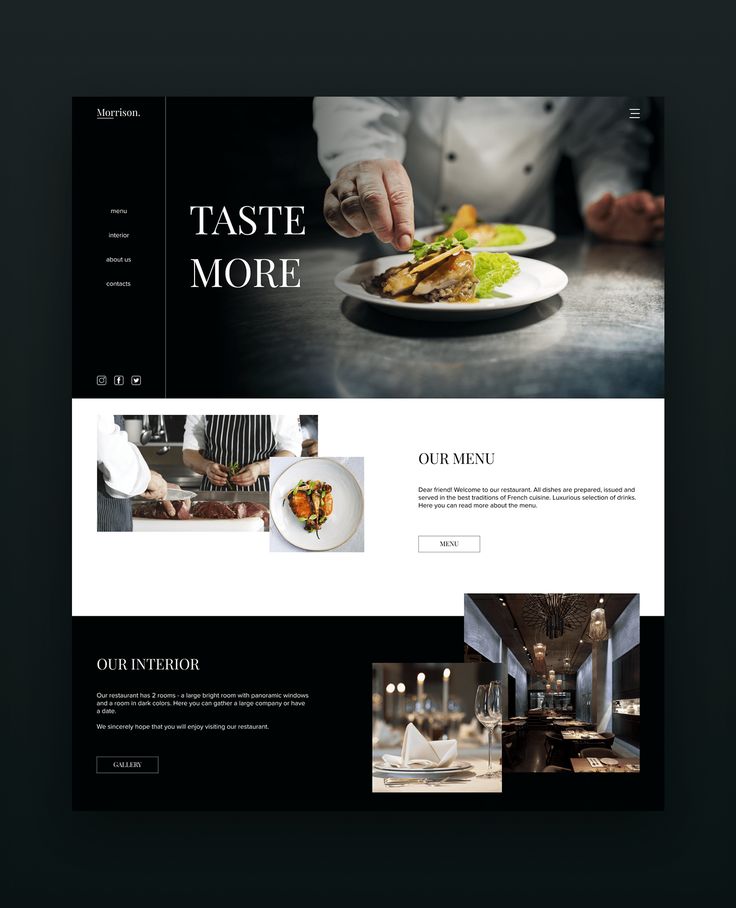 Morrison.
menu
interior
about us
contacts
TASTE
MORE
OUR MENU
Dear friend! Welcome to our restaurant. All dishes are prepared, issued and
served in the best traditions of French cuisine. Luxurious selection of drinks.
Here you can read more about the menu.
MENU
OUR INTERIOR
Our restaurant has 2 rooms - a large bright room with panoramic windows
and a room in dark colors. Here you can gather a large company or have
a date.
We sincerely hope that you will enjoy visiting our restaurant.
GALLERY